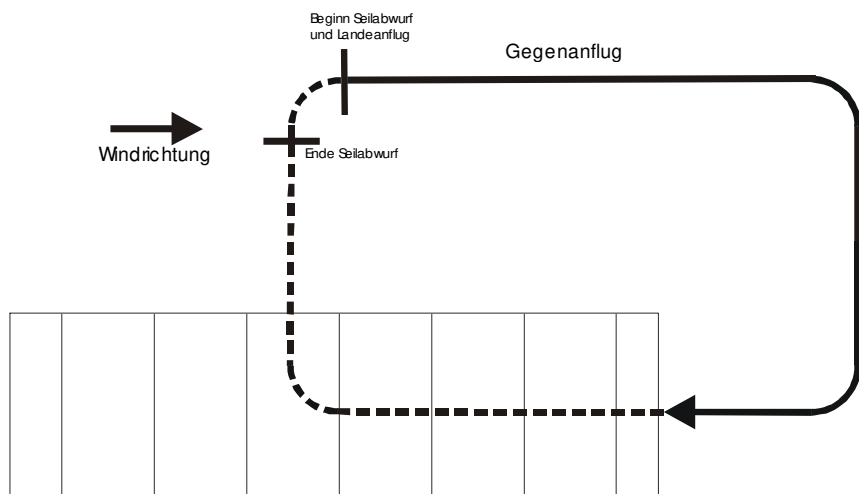 Beginn Seilabwurf
und Landeanflug
Gegenanflug
Windrichtung
Ende Seilabwurf